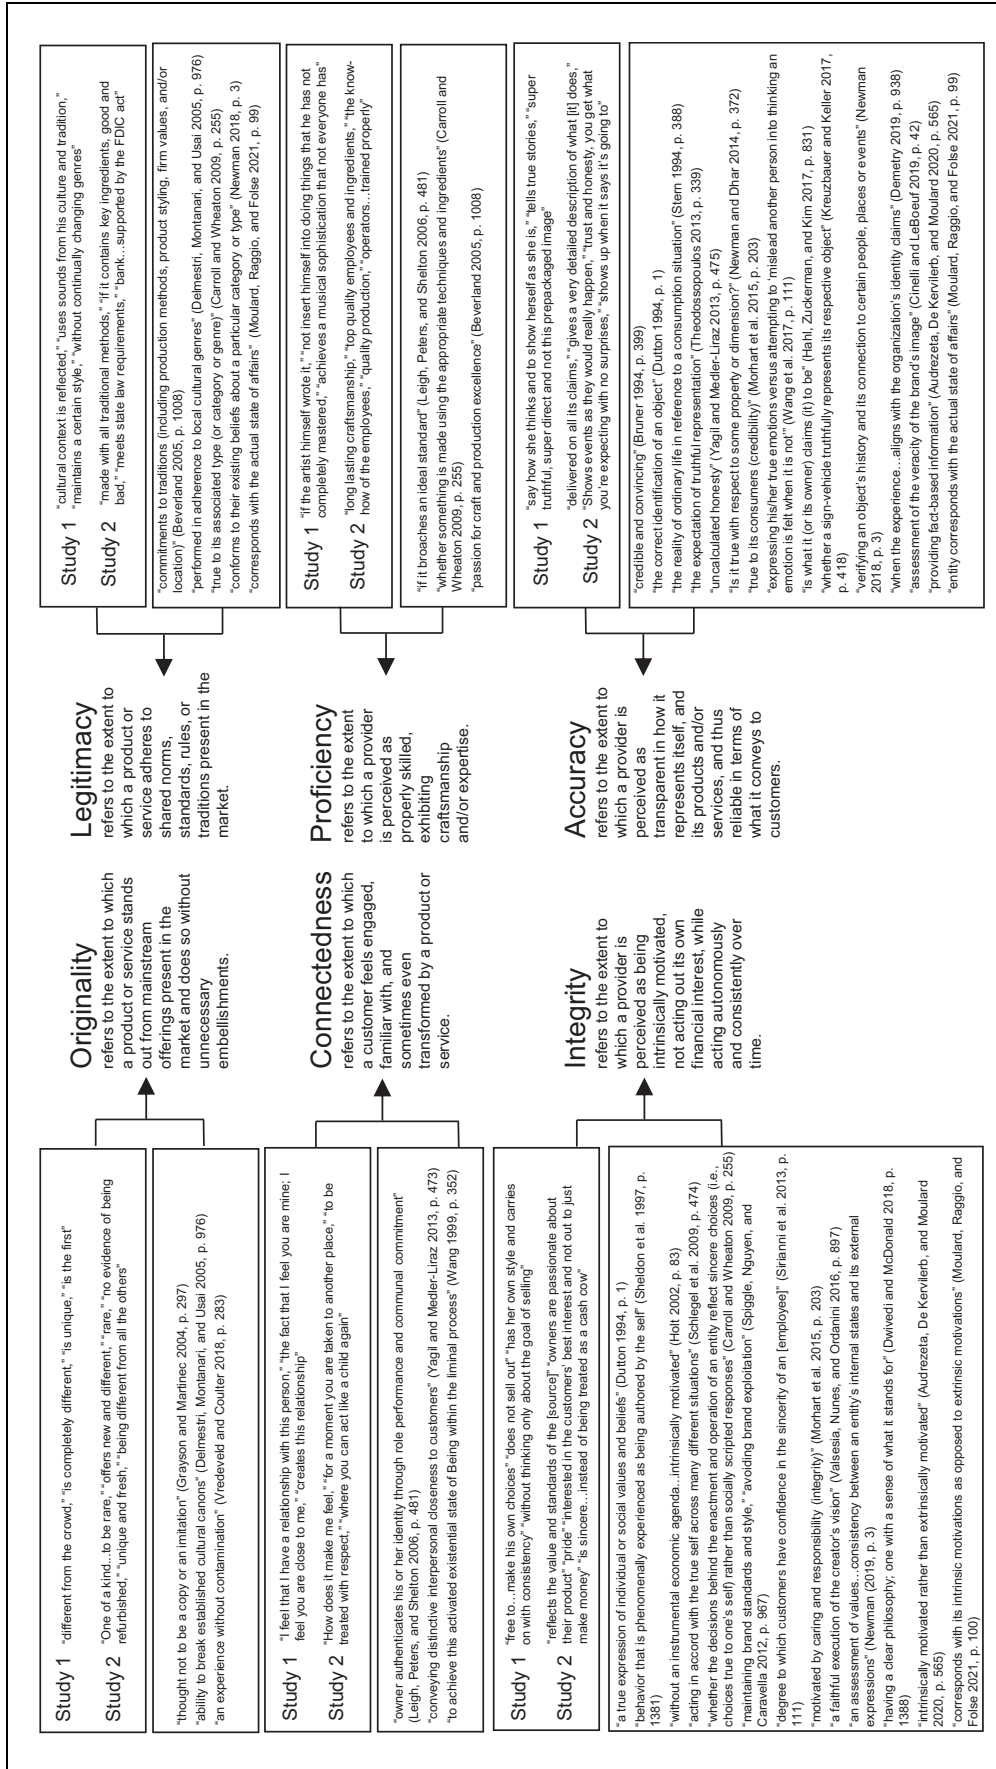 Study 1
“different from the crowd,” “is completely different,” “is unique,” “is the first”
Study 2
“One of a kind...to be rare,” “offers new and different,” “rare,” “no evidence of being
refurbished,” “unique and fresh,” “being different from all the others”
“thought not to be a copy or an imitation” (Grayson and Martinec 2004, p. 297)
“ability to break established cultural canons” (Delmestri, Montanari, and Usai 2005, p. 976)
“an experience without contamination” (Vredeveld and Coulter 2018, p. 283)
Originality
refers to the extent to which
a product or service stands
out from mainstream
offerings present in the
market and does so without
unnecessary
embellishments.
Study 1
“I feel that I have a relationship with this person,” “the fact that I feel you are mine; I
feel you are close to me,” “creates this relationship”
Study 2
“How does it make me feel,” “for a moment you are taken to another place,” “to be
treated with respect,” “where you can act like a child again”
“owner authenticates his or her identity through role performance and communal commitment”
(Leigh, Peters, and Shelton 2006, p. 481)
“conveying distinctive interpersonal closeness to customers” (Yagil and Medler-Liraz 2013, p. 473)
“to achieve this activated existential state of Being within the liminal process” (Wang 1999, p. 352)
Connectedness
refers to the extent to which
a customer feels engaged,
familiar with, and
sometimes even
transformed by a product or
service.
Study 1
“free to...make his own choices” “does not sell out” “has her own style and carries
on with consistency” “without thinking only about the goal of selling”
Study 2
“reflects the value and standards of the [source]” “owners are passionate about
their product” “pride” “interested in the customers’ best interest and not out to just
make money” “is sincere...instead of being treated as a cash cow”
“a true expression of individual or social values and beliefs” (Dutton 1994, p. 1)
“behavior that is phenomenally experienced as being authored by the self” (Sheldon et al. 1997, p.
1381)
“without an instrumental economic agenda...intrinsically motivated” (Holt 2002, p. 83)
“acting in accord with the true self across many different situations” (Schlegel et al. 2009, p. 474)
“whether the decisions behind the enactment and operation of an entity reflect sincere choices (i.e.,
choices true to one’s self) rather than socially scripted responses” (Carroll and Wheaton 2009, p. 255)
“maintaining brand standards and style,” “avoiding brand exploitation” (Spiggle, Nguyen, and
Caravella 2012, p. 967)
“degree to which customers have confidence in the sincerity of an [employee]” (Sirianni et al. 2013, p.
111)
“motivated by caring and responsibility (integrity)” (Morhart et al. 2015, p. 203)
“a faithful execution of the creator’s vision” (Valsesia, Nunes, and Ordanini 2016, p. 897)
“an assessment of values...consistency between an entity’s internal states and its external
expressions” (Newman (2019, p. 3)
“having a clear philosophy; one with a sense of what it stands for” (Dwivedi and McDonald 2018, p.
1388)
“intrinsically motivated rather than extrinsically motivated” (Audrezeta, De Kervilerb, and Moulard
2020, p. 565)
“corresponds with its intrinsic motivations as opposed to extrinsic motivations” (Moulard, Raggio, and
Folse 2021, p. 100)
Integrity
refers to the extent to
which a provider is
perceived as being
intrinsically motivated,
not acting out its own
financial interest, while
acting autonomously
and consistently over
time.
Legitimacy
refers to the extent to
which a product or
service adheres to
shared norms,
standards, rules, or
traditions present in the
market.
Study 1
“cultural context is reflected,” “uses sounds from his culture and tradition,”
“maintains a certain style,” “without continually changing genres”
Study 2
“made with all traditional methods,” “if it contains key ingredients, good and
bad,” “meets state law requirements,” “bank...supported by the FDIC act”
“commitments to traditions (including production methods, product styling, firm values, and/or
location)” (Beverland 2005, p. 1008)
“performed in adherence to local cultural genres” (Delmestri, Montanari, and Usai 2005, p. 976)
“true to its associated type (or category or genre)” (Carroll and Wheaton 2009, p. 255)
“conforms to their existing beliefs about a particular category or type” (Newman 2018, p. 3)
“corresponds with the actual state of affairs” (Moulard, Raggio, and Folse 2021, p. 99)
Proficiency
refers to the extent
to which a provider
is perceived as
properly skilled,
exhibiting
craftsmanship
and/or expertise.
Study 1
“if the artist himself wrote it,” “not insert himself into doing things that he has not
completely mastered,” “achieves a musical sophistication that not everyone has”
Study 2
“long lasting craftsmanship,” “top quality employees and ingredients,” “the know-
how of the employees,” “quality production,” “operators...trained properly”
“if it broaches an ideal standard” (Leigh, Peters, and Shelton 2006, p. 481)
“whether something is made using the appropriate techniques and ingredients” (Carroll and
Wheaton 2009, p. 255)
“passion for craft and production excellence” (Beverland 2005, p. 1008)
Accuracy
refers to the extent to
which a provider is
perceived as
transparent in how it
represents itself, and
its products and/or
services, and thus
reliable in terms of
what it conveys to
customers.
Study 1
“say how she thinks and to show herself as she is,” “tells true stories,” “super
truthful, super direct and not this prepackaged image”
Study 2
“delivered on all its claims,” “gives a very detailed description of what [it] does,”
“Shows events as they would really happen,” “trust and honesty, you get what
you’re expecting with no surprises,” “shows up when it says it’s going to”
“credible and convincing” (Bruner 1994, p. 399)
“the correct identification of an object” (Dutton 1994, p. 1)
“the reality of ordinary life in reference to a consumption situation” (Stern 1994, p. 388)
“the expectation of truthful representation” (Theodossopoulos 2013, p. 339)
“uncalculated honesty” (Yagil and Medler-Liraz 2013, p. 475)
“Is it true with respect to some property or dimension?” (Newman and Dhar 2014, p. 372)
“true to its consumers (credibility)” (Morhart et al. 2015, p. 203)
“expressing his/her true emotions versus attempting to ‘mislead another person into thinking an
emotion is felt when it is not’” (Wang et al. 2017, p. 111)
“is what it (or its owner) claims (it) to be” (Hahl, Zuckerman, and Kim 2017, p. 831)
“whether a sign-vehicle truthfully represents its respective object” (Kreuzbauer and Keller 2017,
p. 418)
“verifying an object’s history and its connection to certain people, places or events” (Newman
2018, p. 3)
“when the experience...aligns with the organization’s identity claims” (Demetry 2019, p. 938)
“assessment of the veracity of the brand’s image” (Cinelli and LeBoeuf 2019, p. 42)
“providing fact-based information” (Audrezeta, De Kervilerb, and Moulard 2020, p. 565)
“entity corresponds with the actual state of affairs” (Moulard, Raggio, and Folse 2021, p. 99)